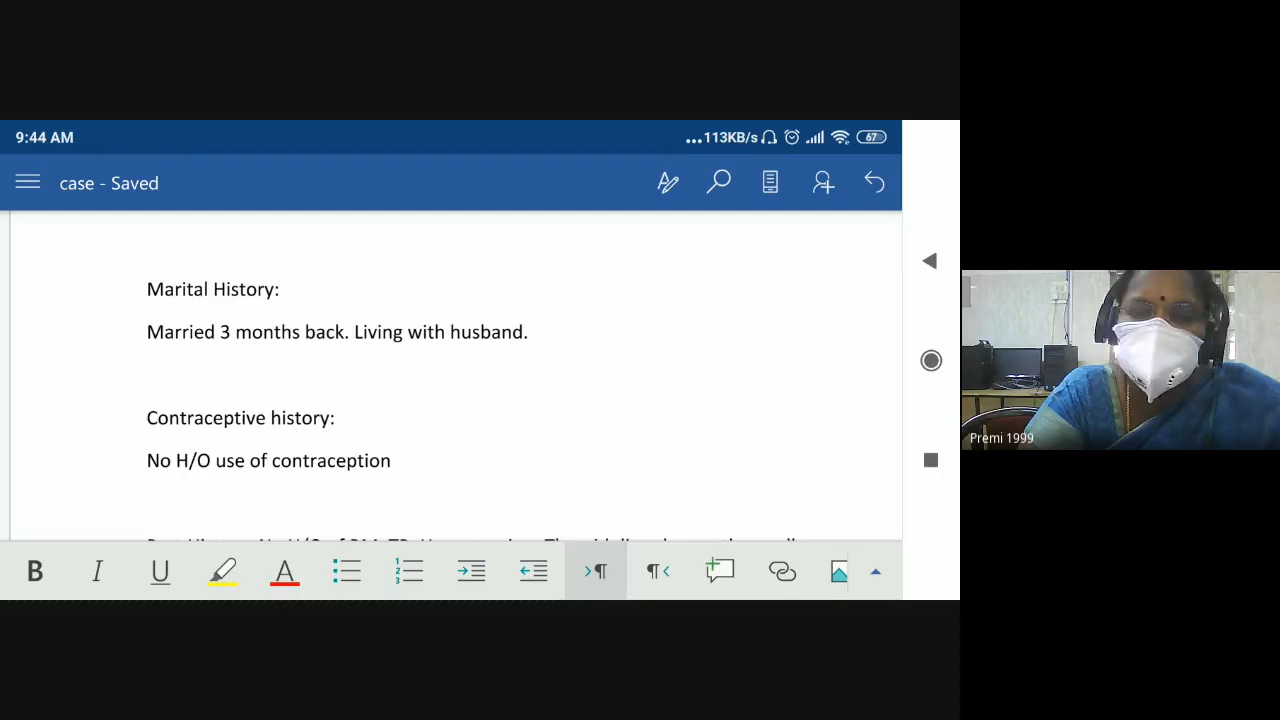 9:44 AM
...113KB/s
67
case - Saved
Marital History:
Married 3 months back. Living with husband.
Contraceptive history:
No H/O use of contraception
B I U A
Premi 1999